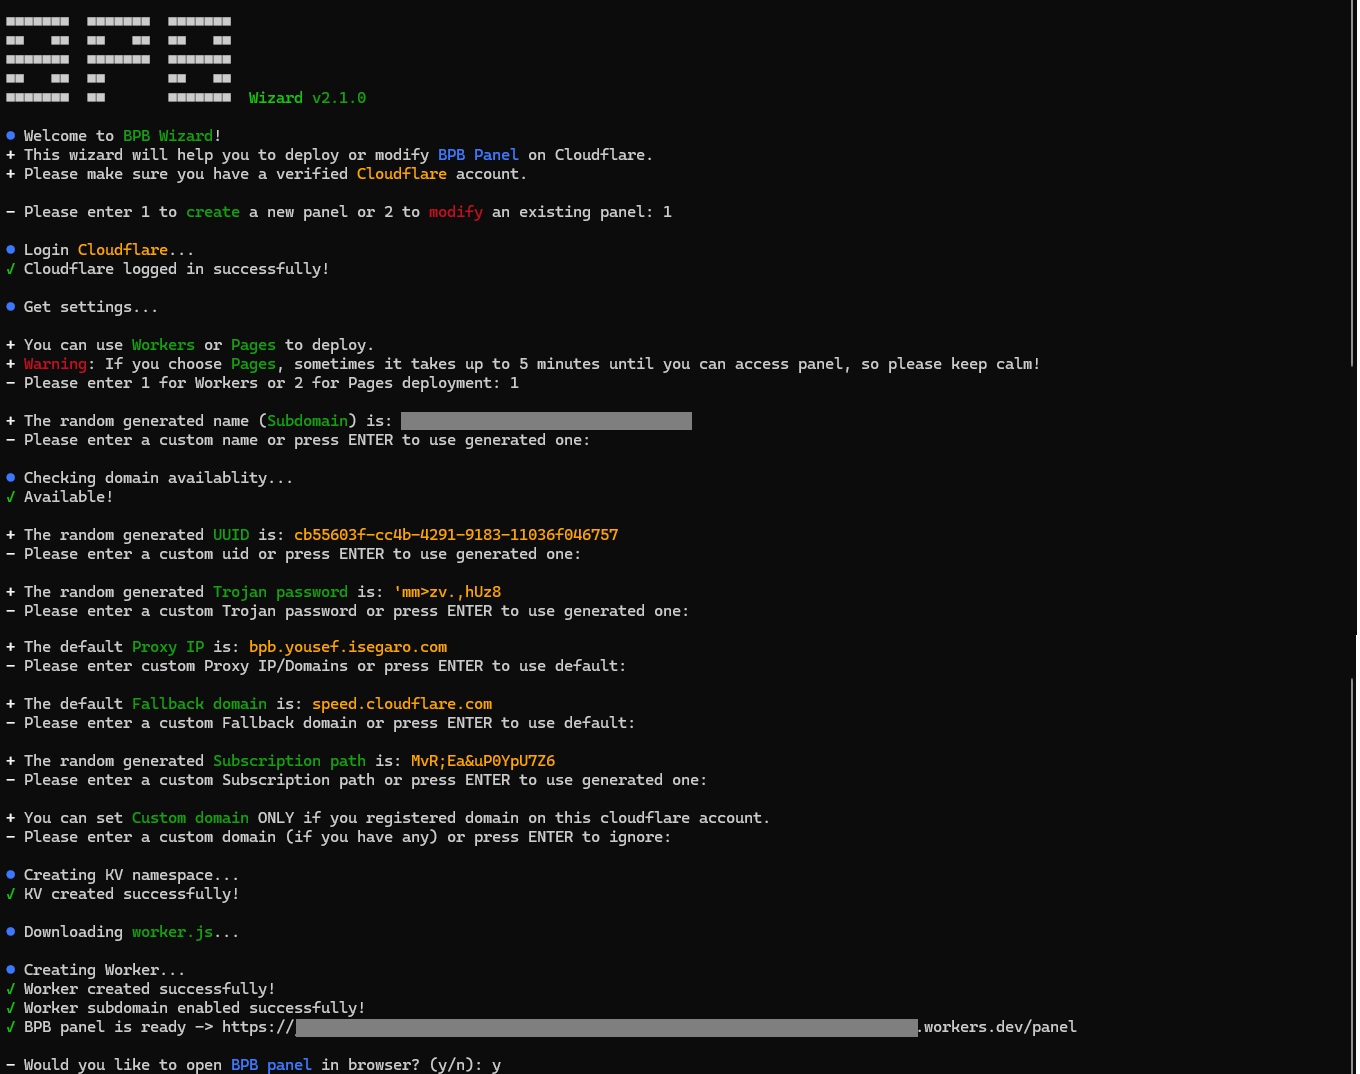 BPB Wizard v2.1.0
● Welcome to BPB Wizard!
+ This wizard will help you to deploy or modify BPB Panel on Cloudflare.
+ Please make sure you have a verified Cloudflare account.
- Please enter 1 to create a new panel or 2 to modify an existing panel: 1
● Login Cloudflare...
✓ Cloudflare logged in successfully!
● Get settings...
+ You can use Workers or Pages to deploy.
+ Warning: If you choose Pages, sometimes it takes up to 5 minutes until you can access panel, so please keep calm!
- Please enter 1 for Workers or 2 for Pages deployment: 1
+ The random generated name (Subdomain) is:
- Please enter a custom name or press ENTER to use generated one:
● Checking domain availablity...
✓ Available!
+ The random generated UUID is: cb55603f-cc4b-4291-9183-11036f046757
- Please enter a custom uid or press ENTER to use generated one:
+ The random generated Trojan password is: 'mm>zv.,hUz8
- Please enter a custom Trojan password or press ENTER to use generated one:
+ The default Proxy IP is: bpb.yousef.isegaro.com
- Please enter custom Proxy IP/Domains or press ENTER to use default:
+ The default Fallback domain is: speed.cloudflare.com
- Please enter a custom Fallback domain or press ENTER to use default:
+ The random generated Subscription path is: MvR;Ea&uP0YpU7Z6
- Please enter a custom Subscription path or press ENTER to use generated one:
+ You can set Custom domain ONLY if you registered domain on this cloudflare account.
- Please enter a custom domain (if you have any) or press ENTER to ignore:
● Creating KV namespace...
✓ KV created successfully!
● Downloading worker.js...
● Creating Worker...
✓ Worker created successfully!
✓ Worker subdomain enabled successfully!
✓ BPB panel is ready -> https:// .workers.dev/panel
- Would you like to open BPB panel in browser? (y/n): y